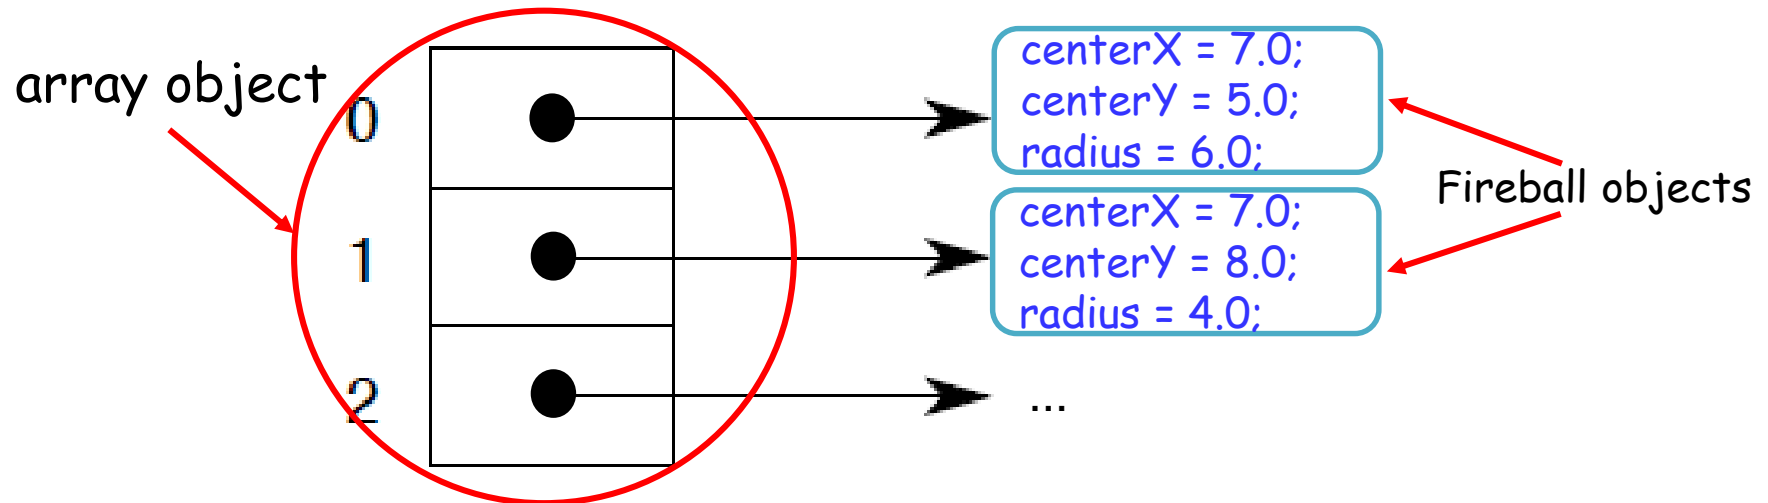 array object
0
centerX = 7.0;
centerY = 5.0;
radius = 6.0;
Fireball objects
1
centerX = 7.0;
centerY = 8.0;
radius = 4.0;
2
...